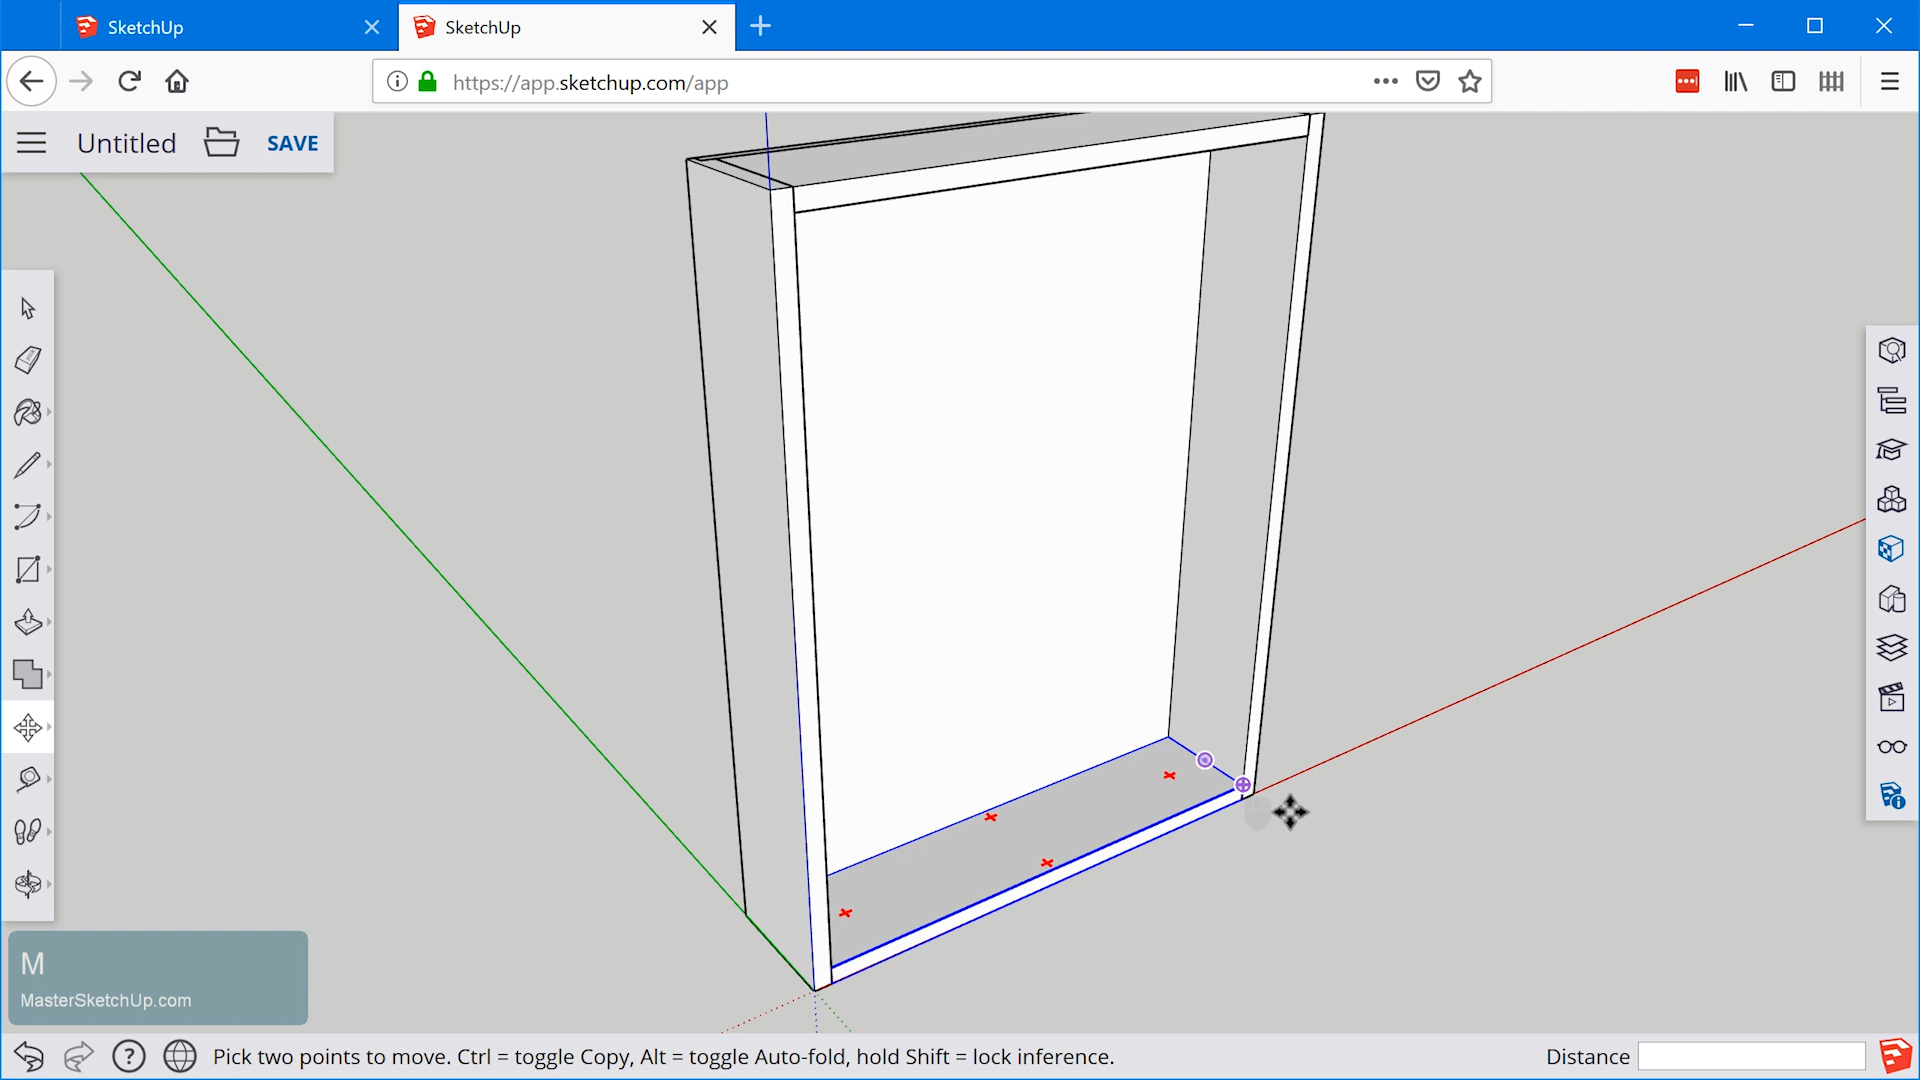 SketchUp
SketchUp
https://app.sketchup.com/app
Untitled
SAVE
M
MasterSketchUp.com
Pick two points to move. Ctrl = toggle Copy, Alt = toggle Auto-fold, hold Shift = lock inference.
Distance